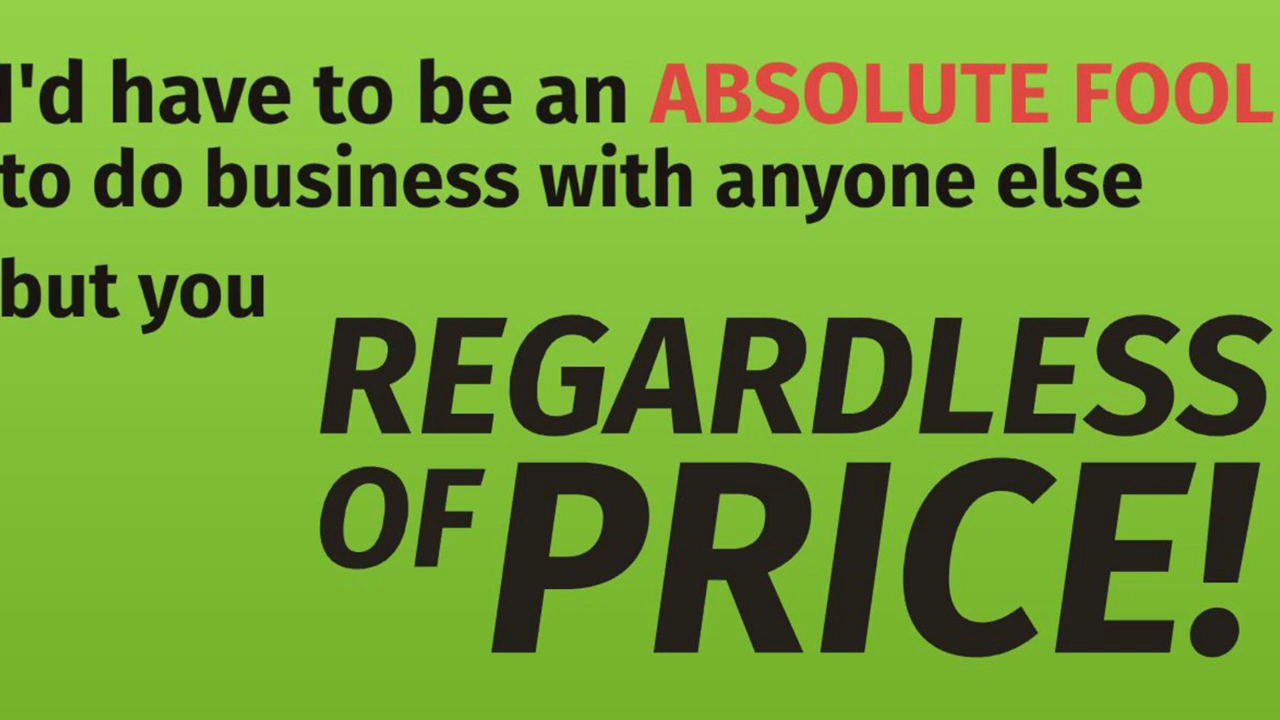 I'd have to be an ABSOLUTE FOOL
to do business with anyone else
but you
REGARDLESS
OF PRICE!